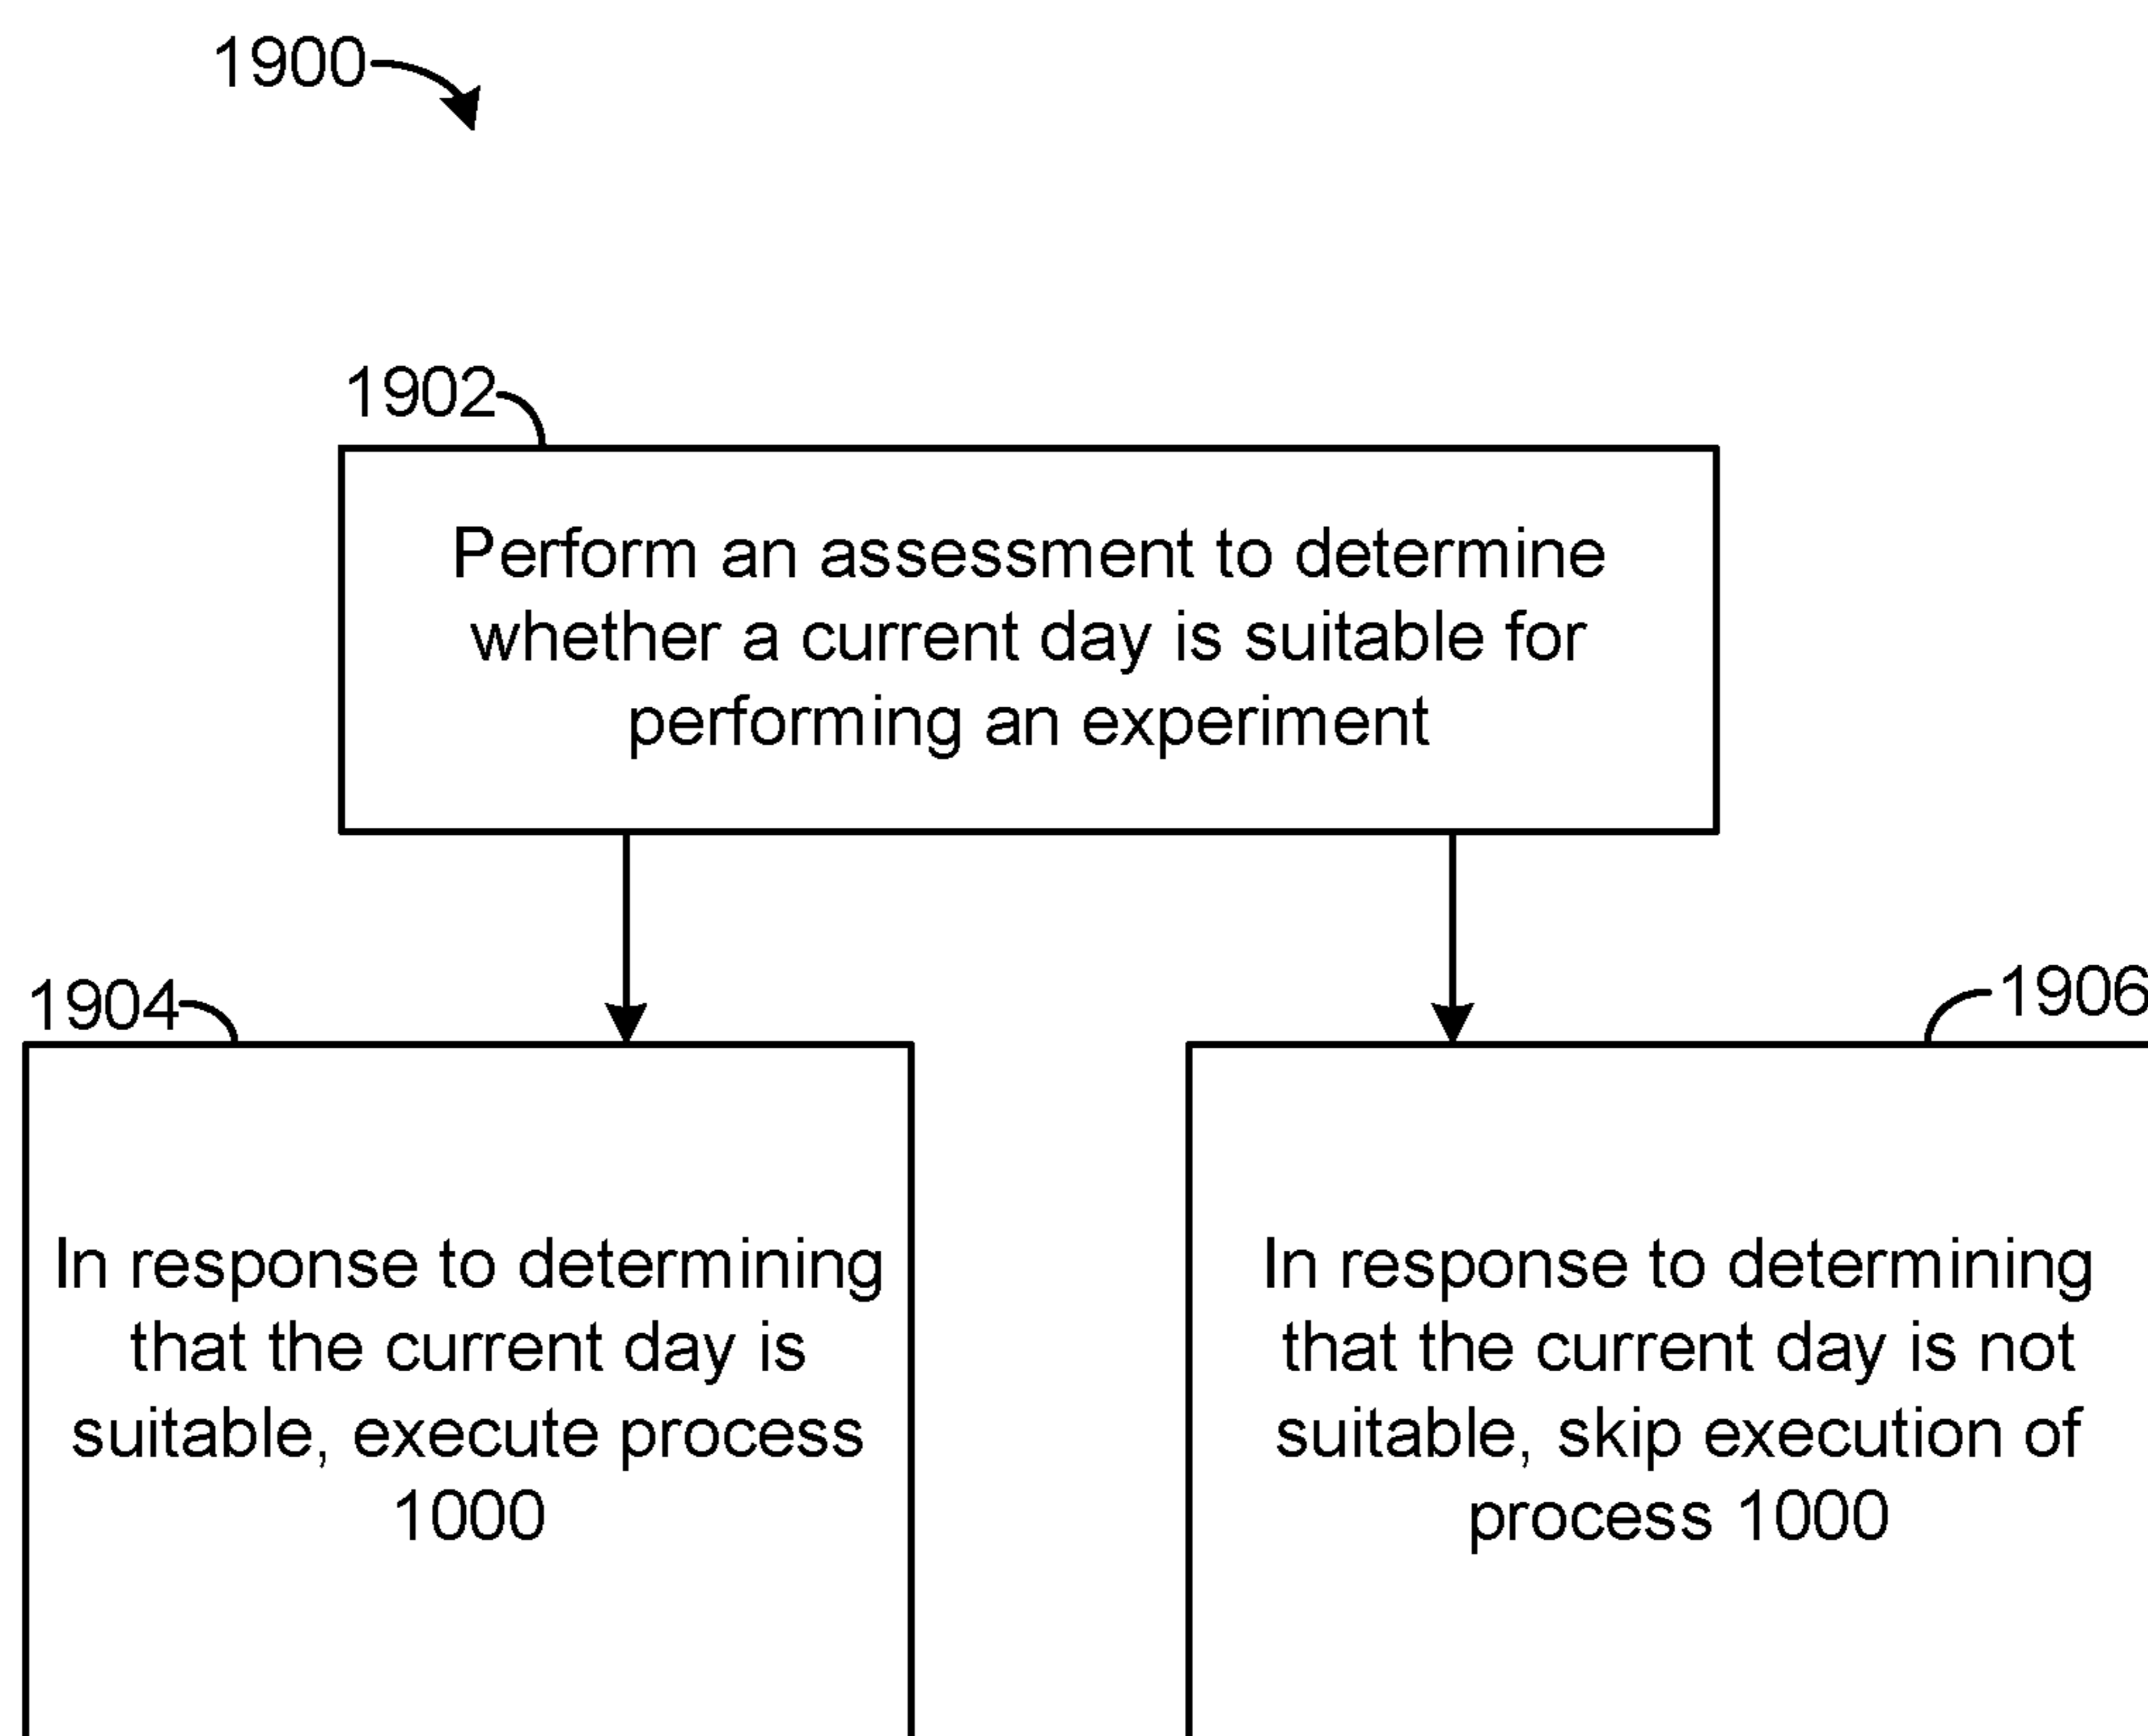 1900
1902
Perform an assessment to determine
whether a current day is suitable for
performing an experiment
1904
In response to determining
that the current day is
suitable, execute process
1000
1906
In response to determining
that the current day is not
suitable, skip execution of
process 1000